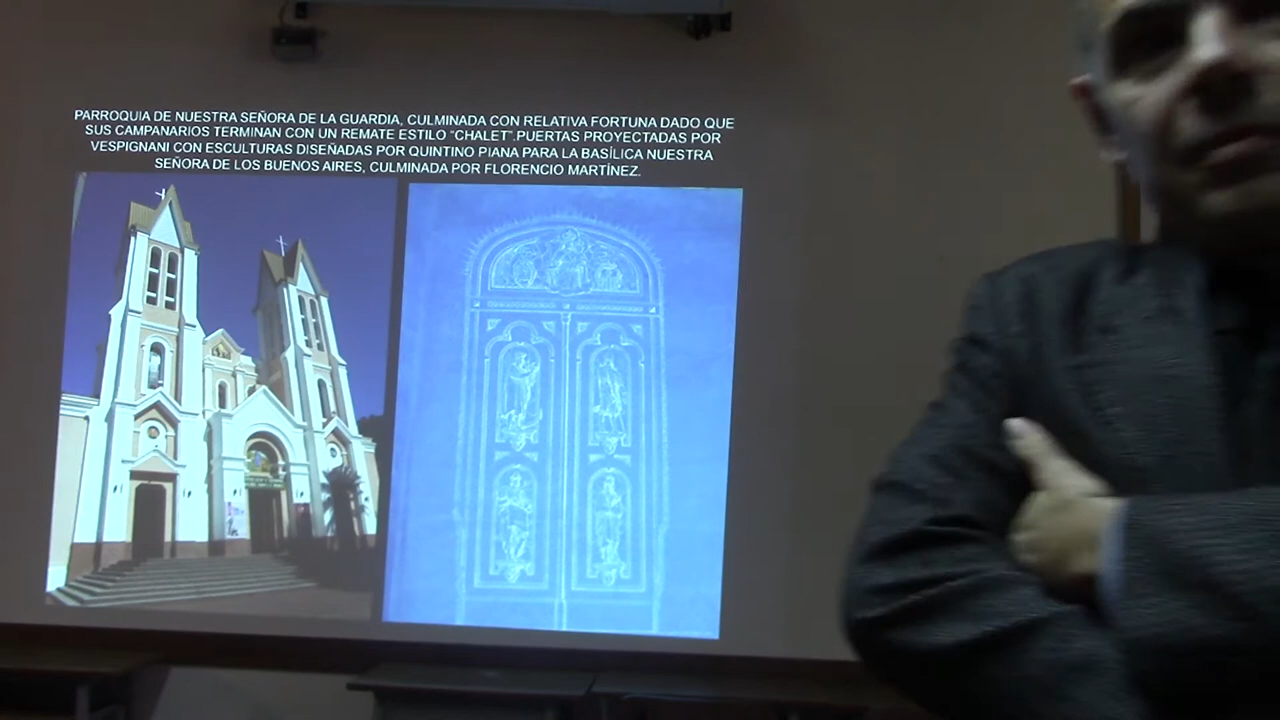 PARROQUIA DE NUESTRA SEÑORA DE LA GUARDIA, CULMINADA CON RELATIVA FORTUNA DADO QUE
SUS CAMPANARIOS TERMINAN CON UN REMATE ESTILO "CHALET".PUERTAS PROYECTADAS POR
VESPIGNANI CON ESCULTURAS DISEÑADAS POR QUINTINO PIANA PARA LA BASÍLICA NUESTRA
SEÑORA DE LOS BUENOS AIRES, CULMINADA POR FLORENCIO MARTÍNEZ.